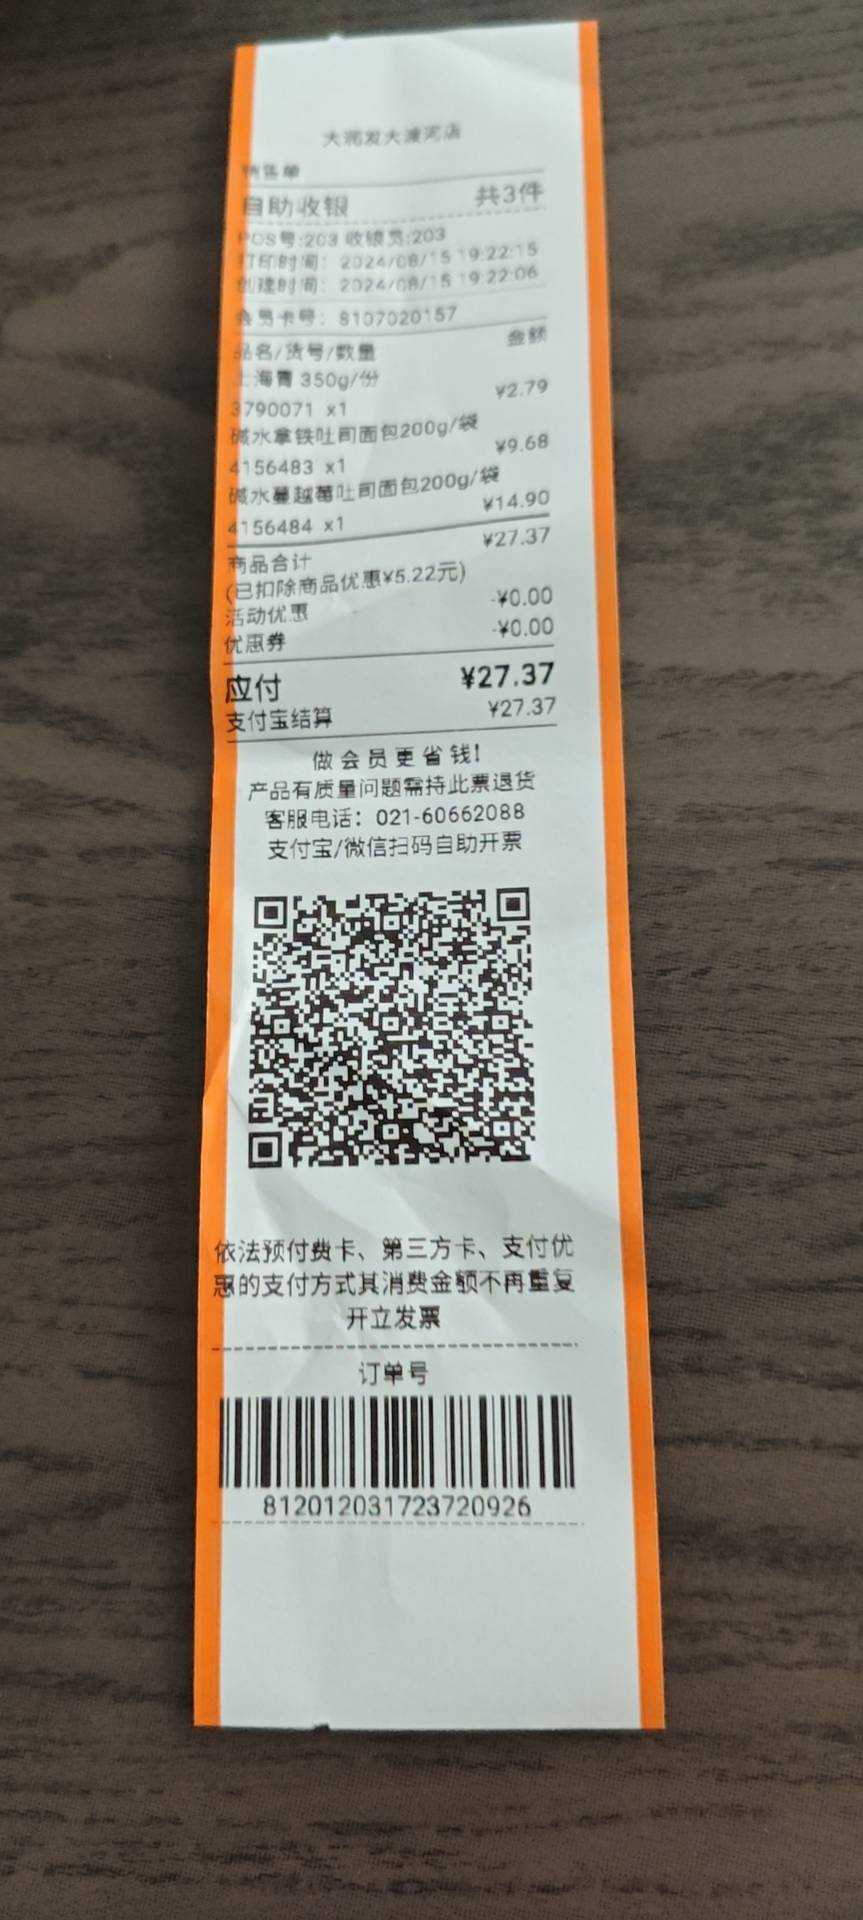 大润发大渡河店
销售单
自助收银 共3件
POS号:203 收银员:203
打印时间: 2024/08/15 19:22:15
创建时间: 2024/08/15 19:22:06
会员卡号: 8107020157
品名/货号/数量 金额
上海青 350g/份
3790071 x1 ¥2.79
碱水拿铁吐司面包200g/袋
4156483 x1 ¥9.68
碱水蔓越莓吐司面包200g/袋
4156484 x1 ¥14.90
商品合计 ¥27.37
(已扣除商品优惠¥5.22元)
活动优惠 -¥0.00
优惠券 -¥0.00
应付 ¥27.37
支付宝结算 ¥27.37
做会员更省钱!
产品有质量问题需持此票退货
客服电话: 021-60662088
支付宝/微信扫码自助开票
依法预付费卡、第三方卡、支付优
惠的支付方式其消费金额不再重复
开立发票
订单号
812012031723720926